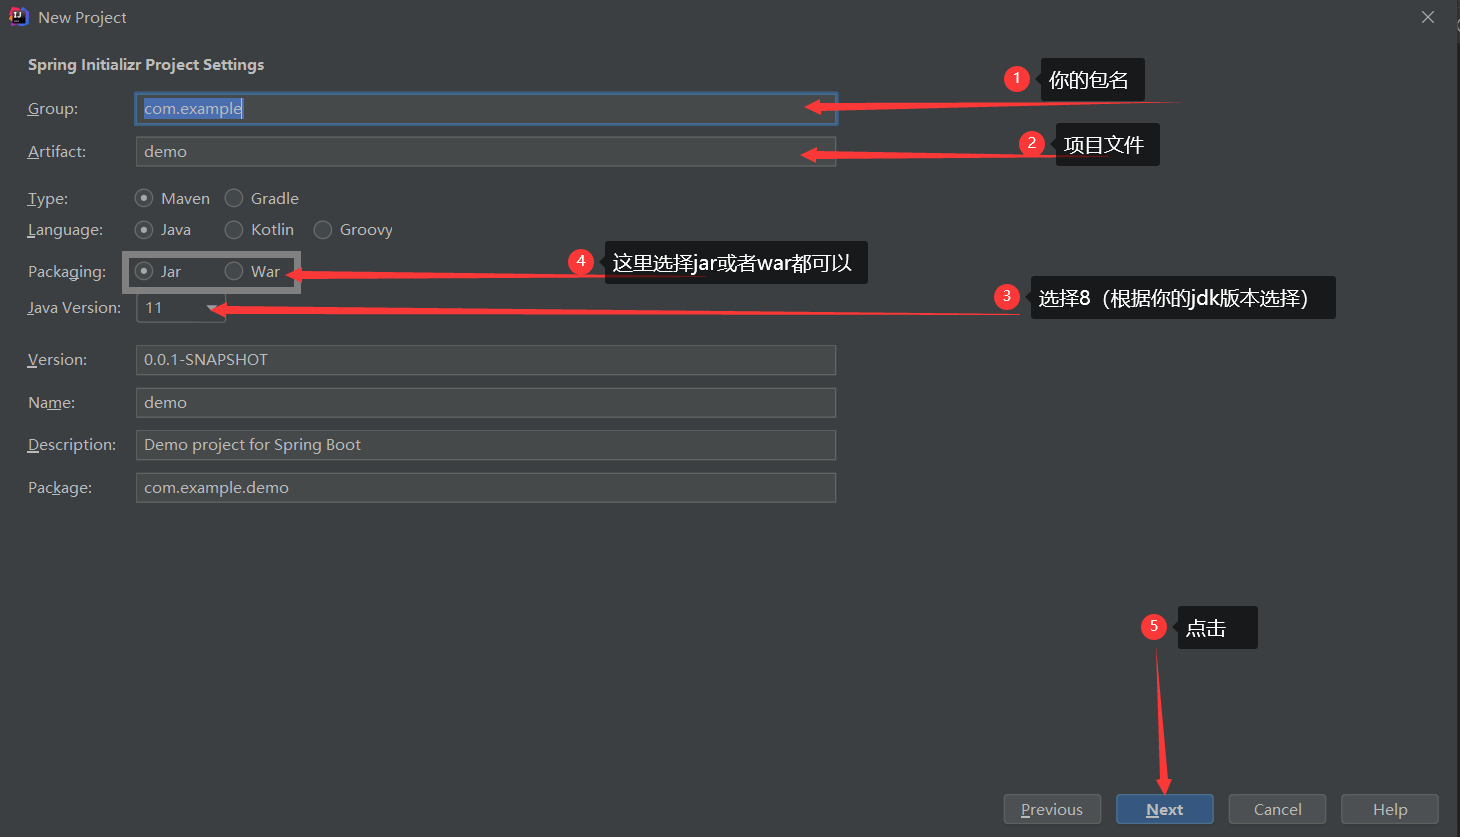 New Project
Spring Initializr Project Settings
1 你的包名
Group: com.example
2 项目文件
Artifact: demo
Type: Maven Gradle
Language: Java Kotlin Groovy
4 这里选择jar或者war都可以
Packaging: Jar War
3 选择8（根据你的jdk版本选择）
Java Version: 11
Version: 0.0.1-SNAPSHOT
Name: demo
Description: Demo project for Spring Boot
Package: com.example.demo
5 点击
Previous Next Cancel Help